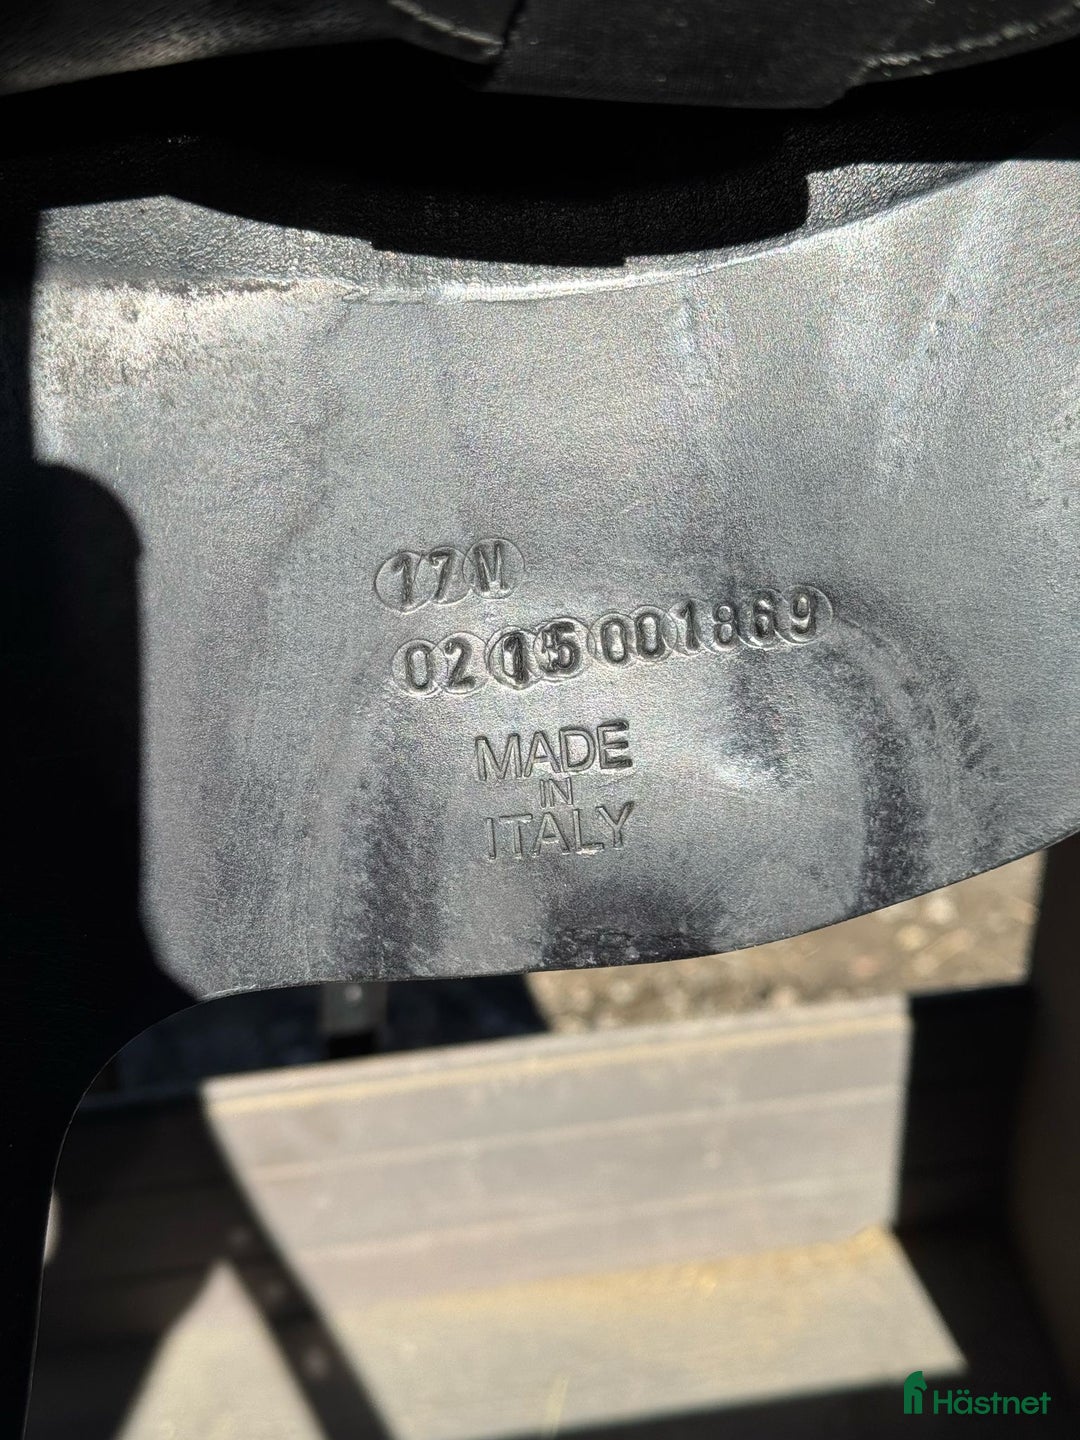 17M
0215001869
MADE
IN
ITALY
Hästnet